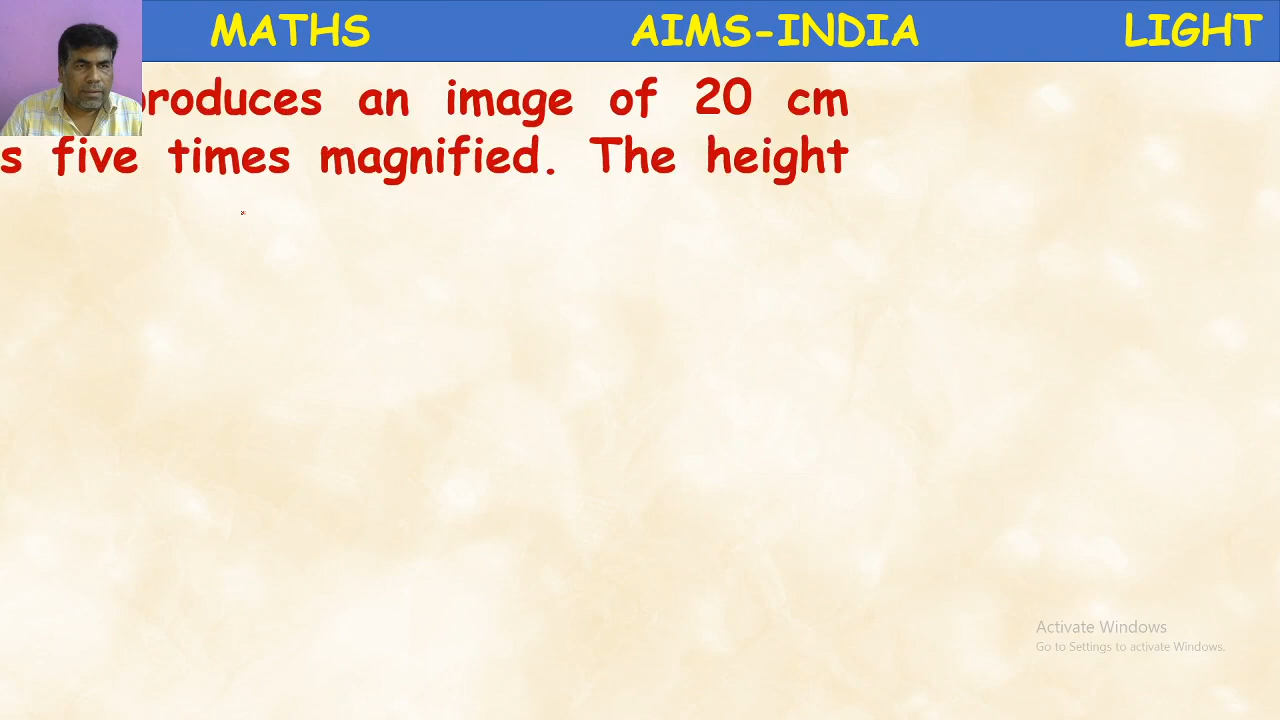 MATHS AIMS-INDIA LIGHT
produces an image of 20 cm
s five times magnified. The height
Activate Windows
Go to Settings to activate Windows.